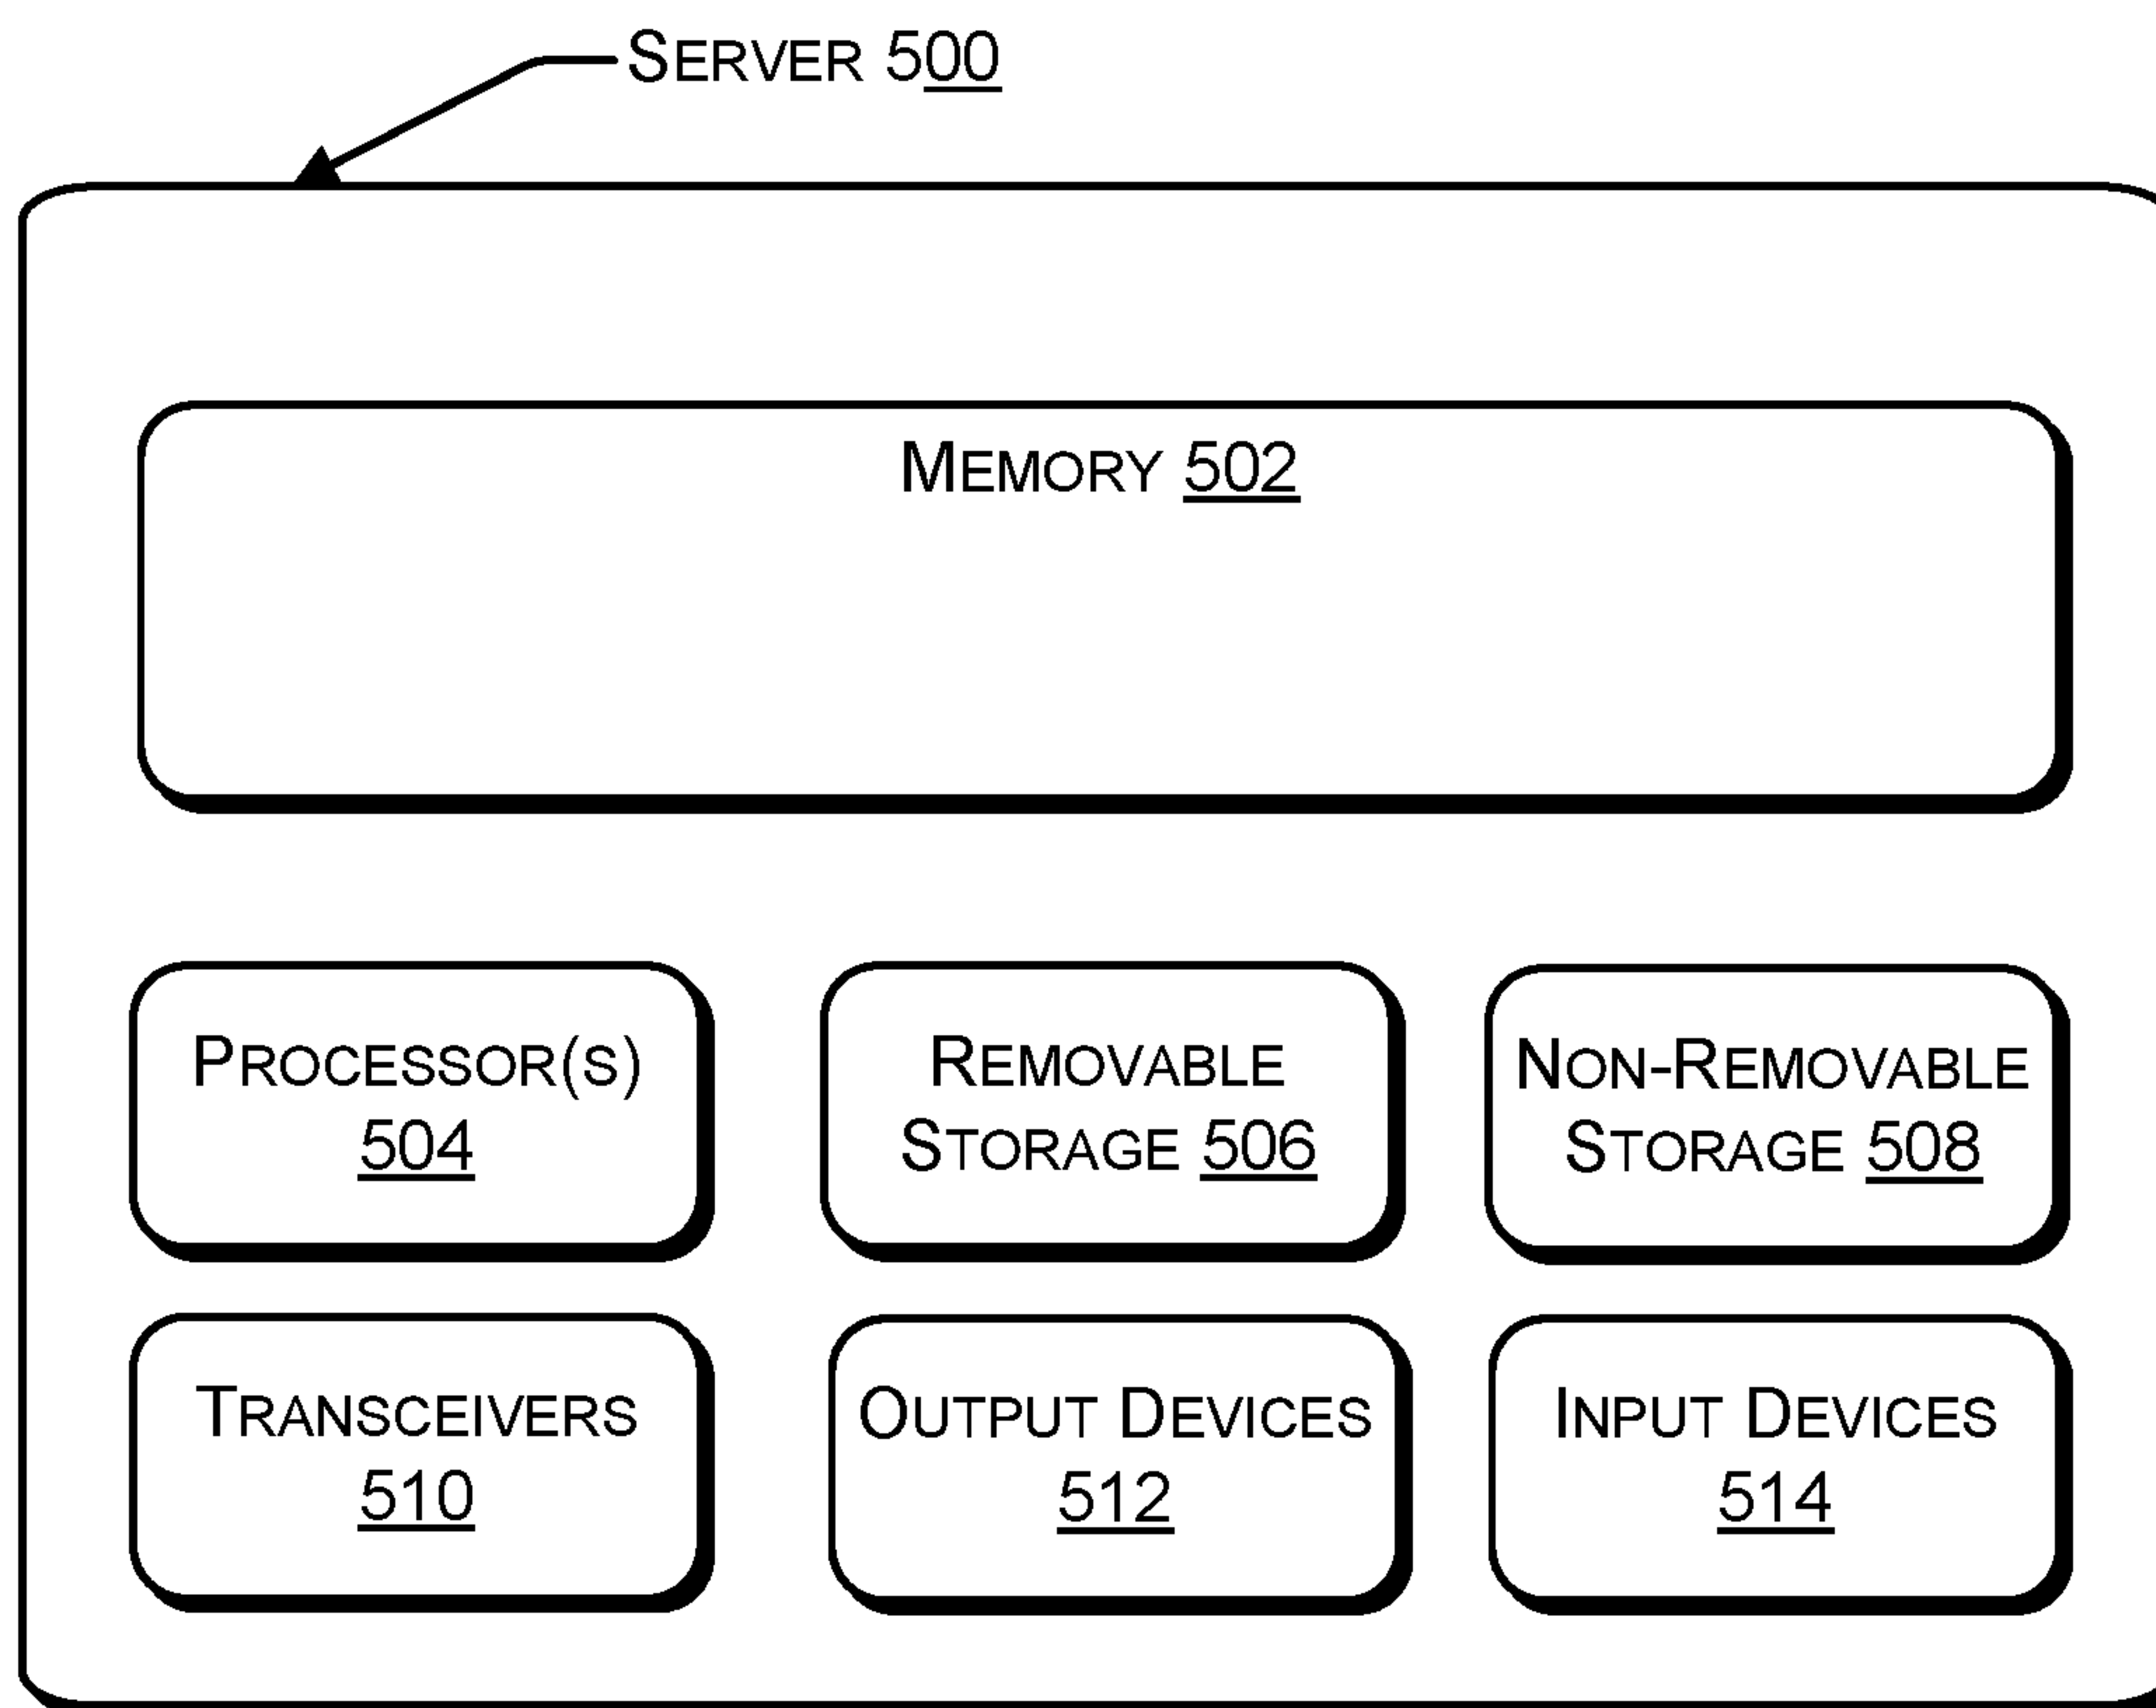 SERVER 500
MEMORY 502
PROCESSOR(S)
504
REMOVABLE
STORAGE 506
NON-REMOVABLE
STORAGE 508
TRANSCEIVERS
510
OUTPUT DEVICES
512
INPUT DEVICES
514